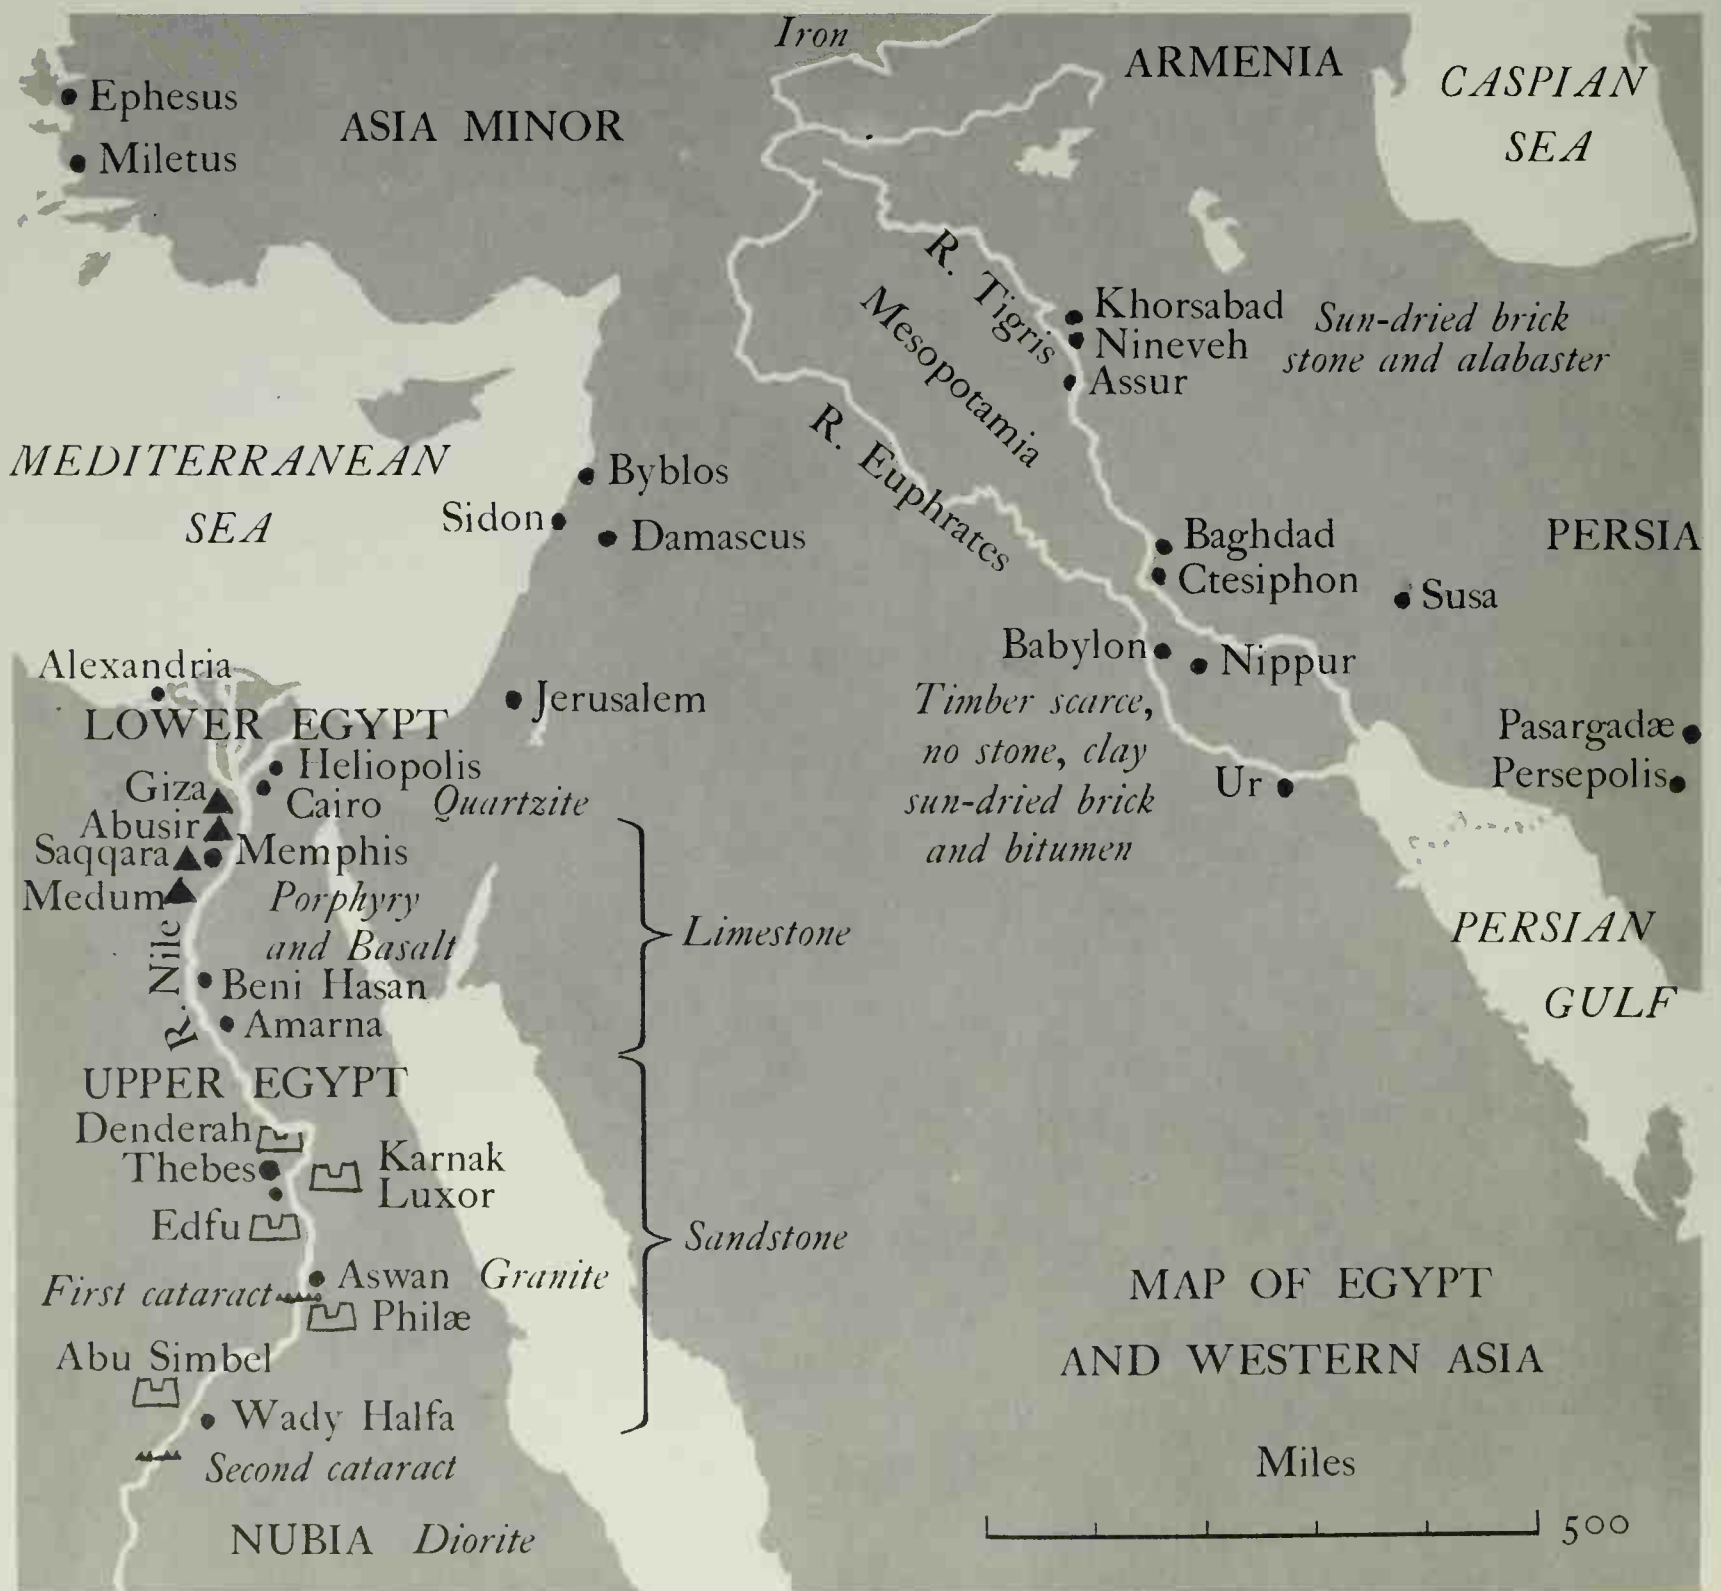 Iron
ARMENIA
CASPIAN
SEA
Ephesus
ASIA MINOR
Miletus
R. Tigris
Mesopotamia
Khorsabad
Nineveh
Assur
Sun-dried brick
stone and alabaster
R. Euphrates
MEDITERRANEAN
SEA
Byblos
Sidon
Damascus
Baghdad
Ctesiphon
PERSIA
Susa
Babylon
Nippur
Timber scarce,
no stone, clay
sun-dried brick
and bitumen
Ur
Pasargadæ
Persepolis
Alexandria
Jerusalem
LOWER EGYPT
Heliopolis
Giza
Cairo Quartzite
Abusir
Saqqara
Memphis
Medum
Porphyry
and Basalt
Limestone
R. Nile
Beni Hasan
Amarna
PERSIAN
GULF
UPPER EGYPT
Denderah
Thebes
Karnak
Luxor
Edfu
Sandstone
First cataract
Aswan Granite
Philæ
Abu Simbel
Wady Halfa
Second cataract
NUBIA Diorite
MAP OF EGYPT
AND WESTERN ASIA
Miles
500